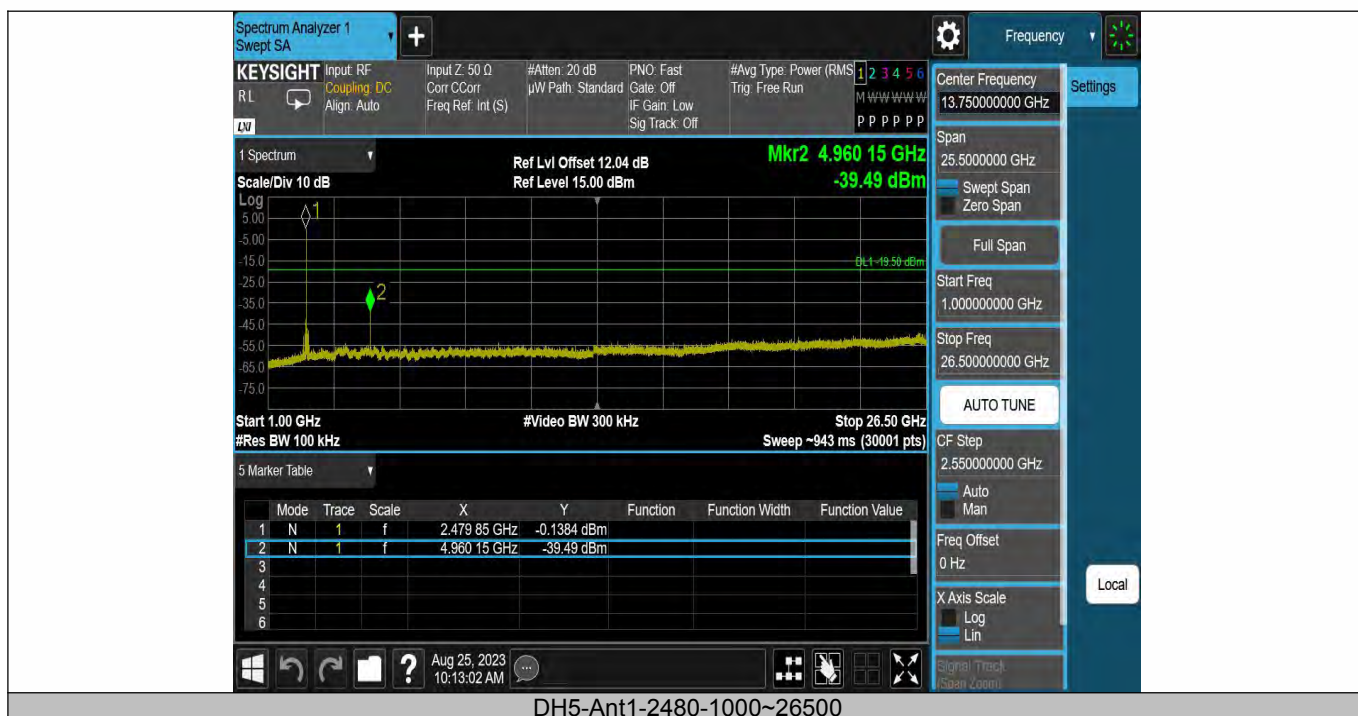 Spectrum Analyzer 1
Swept SA
+
Frequency
KEYSIGHT
R L
LXI
Input: RF
Coupling: DC
Align: Auto
Input Z: 50 Ω
Corr CCorr
Freq Ref: Int (S)
#Atten: 20 dB
µW Path: Standard
PNO: Fast
Gate: Off
IF Gain: Low
Sig Track: Off
#Avg Type: Power (RMS
Trig: Free Run
1 2 3 4 5 6
M W W W W W
P P P P P P
1 Spectrum
Scale/Div 10 dB
Ref Lvl Offset 12.04 dB
Ref Level 15.00 dBm
Mkr2 4.960 15 GHz
-39.49 dBm
Log
5.00
-5.00
-15.0
-25.0
-35.0
-45.0
-55.0
-65.0
-75.0
1
2
DL1 -19.50 dBm
Start 1.00 GHz
#Video BW 300 kHz
Stop 26.50 GHz
#Res BW 100 kHz
Sweep ~943 ms (30001 pts)
5 Marker Table
Mode Trace Scale X Y Function Function Width Function Value
1 N 1 f 2.479 85 GHz -0.1384 dBm
2 N 1 f 4.960 15 GHz -39.49 dBm
3
4
5
6
?
Aug 25, 2023
10:13:02 AM
Center Frequency
13.750000000 GHz
Settings
Span
25.5000000 GHz
Swept Span
Zero Span
Full Span
Start Freq
1.000000000 GHz
Stop Freq
26.500000000 GHz
AUTO TUNE
CF Step
2.550000000 GHz
Auto
Man
Freq Offset
0 Hz
X Axis Scale
Log
Lin
Signal Track
(Span Zoom)
Local
DH5-Ant1-2480-1000~26500